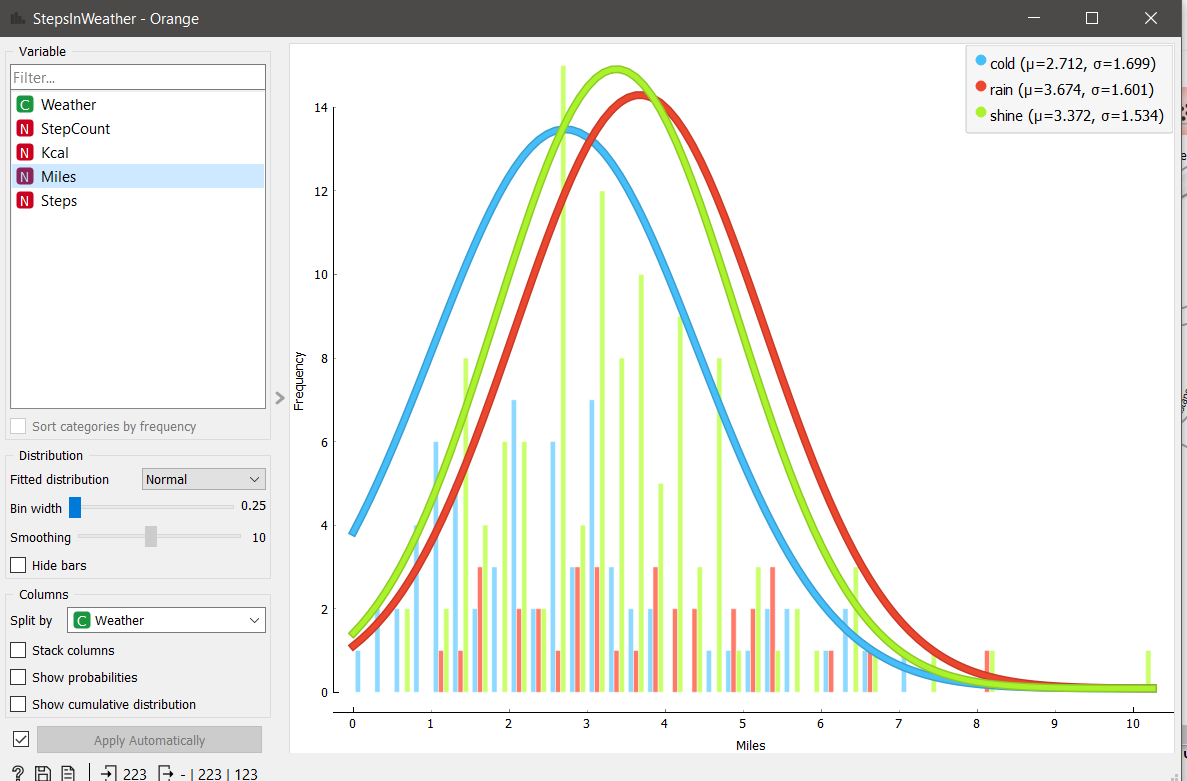 StepsInWeather - Orange
Variable
Filter...
C Weather
N StepCount
N Kcal
N Miles
N Steps
Sort categories by frequency
Distribution
Fitted distribution Normal
Bin width 0.25
Smoothing 10
Hide bars
Columns
Split by C Weather
Stack columns
Show probabilities
Show cumulative distribution
Apply Automatically
? 223 - | 223 | 123
cold (μ=2.712, σ=1.699)
rain (μ=3.674, σ=1.601)
shine (μ=3.372, σ=1.534)
14
12
10
8
6
4
2
0
Frequency
0 1 2 3 4 5 6 7 8 9 10
Miles